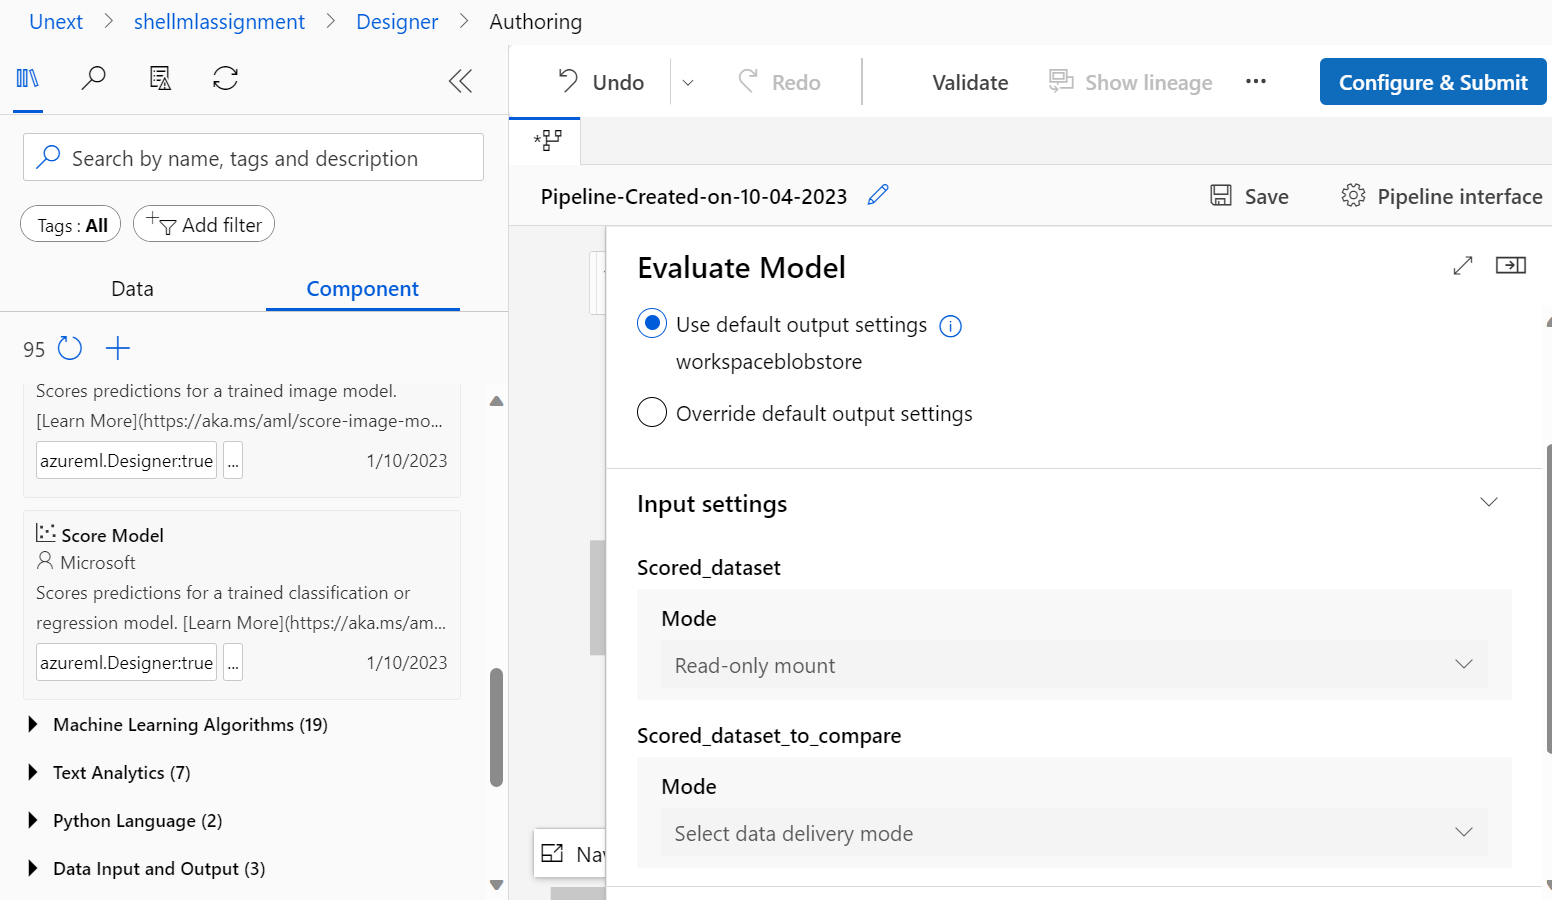 Unext > shellmlassignment > Designer > Authoring
Undo
Redo
Validate
Show lineage
Configure & Submit
Search by name, tags and description
Tags : All
Add filter
Data
Component
95
Scores predictions for a trained image model.
[Learn More](https://aka.ms/aml/score-image-mo...
azureml.Designer:true
...
1/10/2023
Score Model
Microsoft
Scores predictions for a trained classification or
regression model. [Learn More](https://aka.ms/am...
azureml.Designer:true
...
1/10/2023
Machine Learning Algorithms (19)
Text Analytics (7)
Python Language (2)
Data Input and Output (3)
Pipeline-Created-on-10-04-2023
Save
Pipeline interface
Evaluate Model
Use default output settings
workspaceblobstore
Override default output settings
Input settings
Scored_dataset
Mode
Read-only mount
Scored_dataset_to_compare
Mode
Select data delivery mode